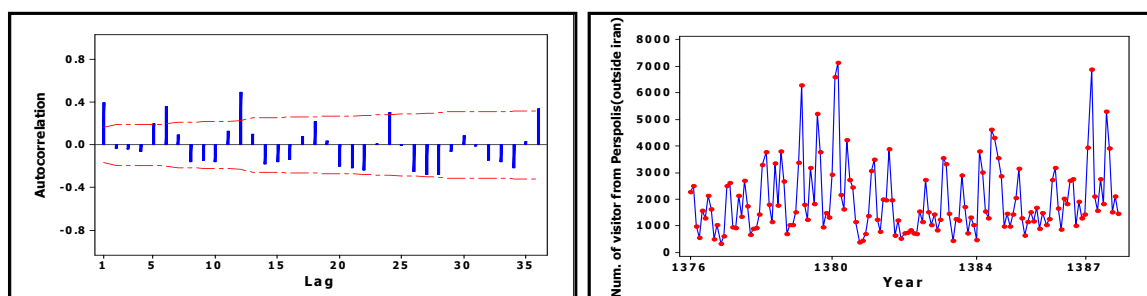 0.8
0.4
0.0
-0.4
-0.8
Autocorrelation
1 5 10 15 20 25 30 35
Lag
Num. of visitor from Perspolis(outside iran)
8000
7000
6000
5000
4000
3000
2000
1000
0
1376 1380 1384 1387
Year